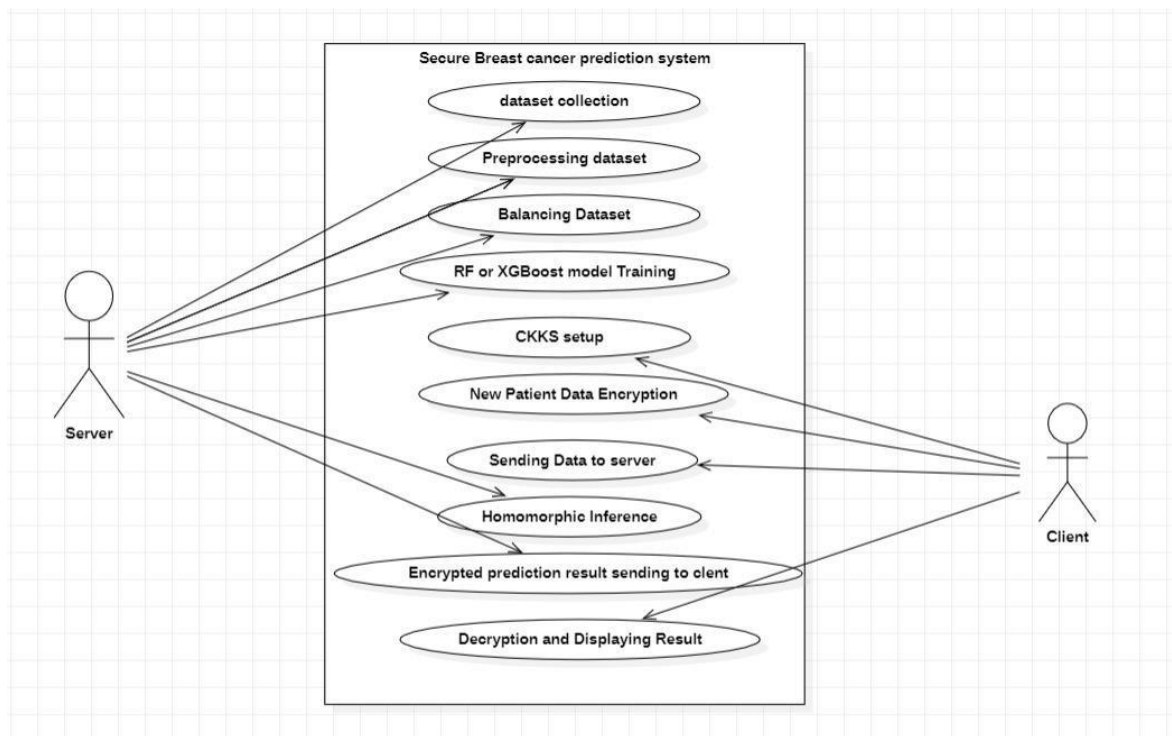 Secure Breast cancer prediction system
dataset collection
Preprocessing dataset
Balancing Dataset
RF or XGBoost model Training
CKKS setup
New Patient Data Encryption
Sending Data to server
Homomorphic Inference
Encrypted prediction result sending to clent
Decryption and Displaying Result
Server
Client